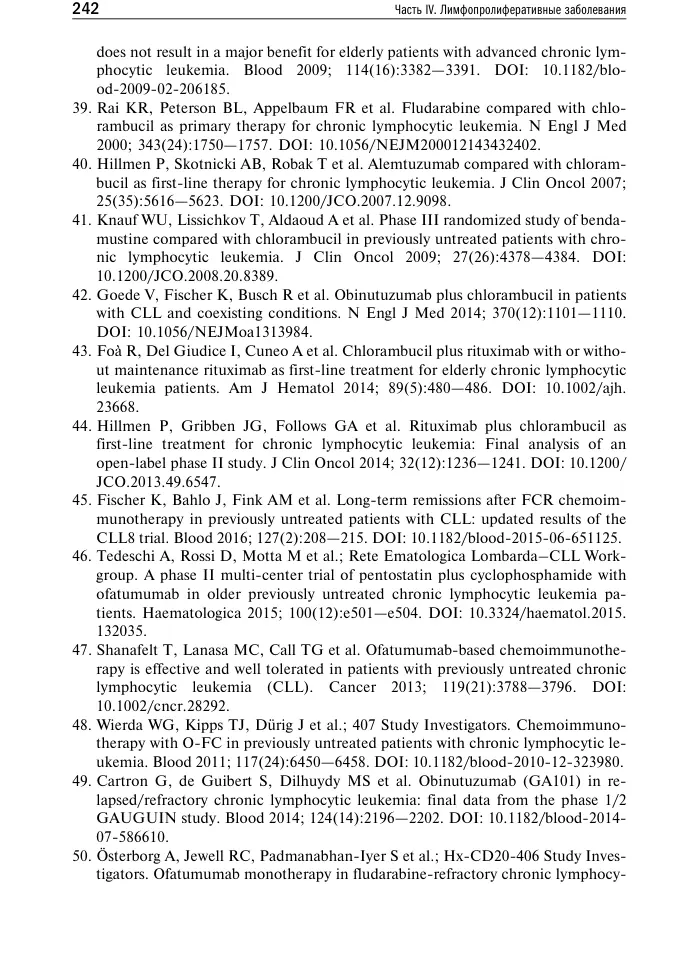 242
Часть IV. Лимфопролиферативные заболевания
does not result in a major benefit for elderly patients with advanced chronic lym-
phocytic leukemia. Blood 2009; 114(16):3382—3391. DOI: 10.1182/blo-
od-2009-02-206185.
39. Rai KR, Peterson BL, Appelbaum FR et al. Fludarabine compared with chlo-
rambucil as primary therapy for chronic lymphocytic leukemia. N Engl J Med
2000; 343(24):1750—1757. DOI: 10.1056/NEJM200012143432402.
40. Hillmen P, Skotnicki AB, Robak T et al. Alemtuzumab compared with chloram-
bucil as first-line therapy for chronic lymphocytic leukemia. J Clin Oncol 2007;
25(35):5616—5623. DOI: 10.1200/JCO.2007.12.9098.
41. Knauf WU, Lissichkov T, Aldaoud A et al. Phase III randomized study of benda-
mustine compared with chlorambucil in previously untreated patients with chro-
nic lymphocytic leukemia. J Clin Oncol 2009; 27(26):4378—4384. DOI:
10.1200/JCO.2008.20.8389.
42. Goede V, Fischer K, Busch R et al. Obinutuzumab plus chlorambucil in patients
with CLL and coexisting conditions. N Engl J Med 2014; 370(12):1101—1110.
DOI: 10.1056/NEJMoa1313984.
43. Foà R, Del Giudice I, Cuneo A et al. Chlorambucil plus rituximab with or witho-
ut maintenance rituximab as first-line treatment for elderly chronic lymphocytic
leukemia patients. Am J Hematol 2014; 89(5):480—486. DOI: 10.1002/ajh.
23668.
44. Hillmen P, Gribben JG, Follows GA et al. Rituximab plus chlorambucil as
first-line treatment for chronic lymphocytic leukemia: Final analysis of an
open-label phase II study. J Clin Oncol 2014; 32(12):1236—1241. DOI: 10.1200/
JCO.2013.49.6547.
45. Fischer K, Bahlo J, Fink AM et al. Long-term remissions after FCR chemoim-
munotherapy in previously untreated patients with CLL: updated results of the
CLL8 trial. Blood 2016; 127(2):208—215. DOI: 10.1182/blood-2015-06-651125.
46. Tedeschi A, Rossi D, Motta M et al.; Rete Ematologica Lombarda–CLL Work-
group. A phase II multi-center trial of pentostatin plus cyclophosphamide with
ofatumumab in older previously untreated chronic lymphocytic leukemia pa-
tients. Haematologica 2015; 100(12):e501—e504. DOI: 10.3324/haematol.2015.
132035.
47. Shanafelt T, Lanasa MC, Call TG et al. Ofatumumab-based chemoimmunothe-
rapy is effective and well tolerated in patients with previously untreated chronic
lymphocytic leukemia (CLL). Cancer 2013; 119(21):3788—3796. DOI:
10.1002/cncr.28292.
48. Wierda WG, Kipps TJ, Dürig J et al.; 407 Study Investigators. Chemoimmuno-
therapy with O-FC in previously untreated patients with chronic lymphocytic le-
ukemia. Blood 2011; 117(24):6450—6458. DOI: 10.1182/blood-2010-12-323980.
49. Cartron G, de Guibert S, Dilhuydy MS et al. Obinutuzumab (GA101) in re-
lapsed/refractory chronic lymphocytic leukemia: final data from the phase 1/2
GAUGUIN study. Blood 2014; 124(14):2196—2202. DOI: 10.1182/blood-2014-
07-586610.
50. Österborg A, Jewell RC, Padmanabhan-Iyer S et al.; Hx-CD20-406 Study Inves-
tigators. Ofatumumab monotherapy in fludarabine-refractory chronic lymphocy-